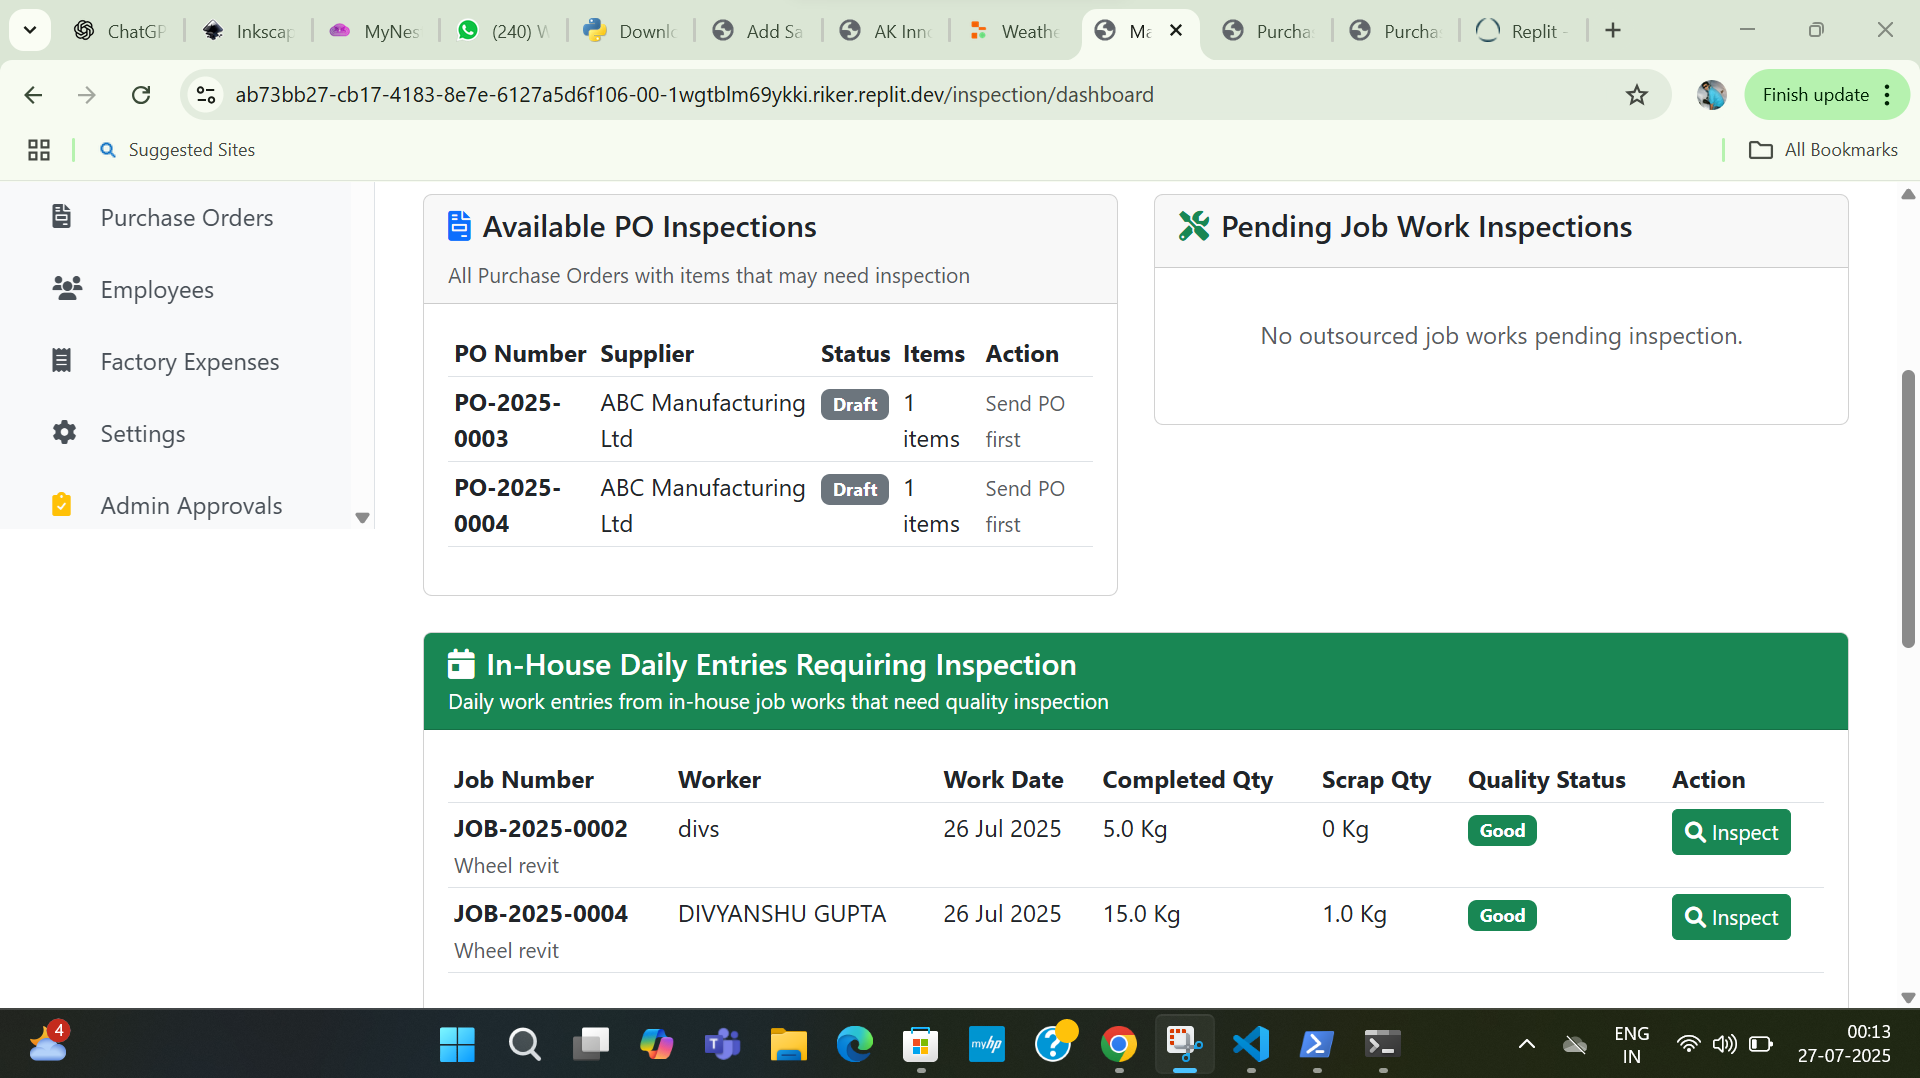 ChatGP
Inkscap
MyNes
(240) W
Downlo
Add Sa
AK Inno
Weathe
Ma
Purcha
Purcha
Replit -
ab73bb27-cb17-4183-8e7e-6127a5d6f106-00-1wgtblm69ykki.riker.replit.dev/inspection/dashboard
Finish update
Suggested Sites
All Bookmarks
Purchase Orders
Employees
Factory Expenses
Settings
Admin Approvals
Available PO Inspections
All Purchase Orders with items that may need inspection
PO Number Supplier Status Items Action
PO-2025- ABC Manufacturing Draft 1 Send PO
0003 Ltd items first
PO-2025- ABC Manufacturing Draft 1 Send PO
0004 Ltd items first
Pending Job Work Inspections
No outsourced job works pending inspection.
In-House Daily Entries Requiring Inspection
Daily work entries from in-house job works that need quality inspection
Job Number Worker Work Date Completed Qty Scrap Qty Quality Status Action
JOB-2025-0002 divs 26 Jul 2025 5.0 Kg 0 Kg Good Inspect
Wheel revit
JOB-2025-0004 DIVYANSHU GUPTA 26 Jul 2025 15.0 Kg 1.0 Kg Good Inspect
Wheel revit
4
myhp
ENG
IN
00:13
27-07-2025